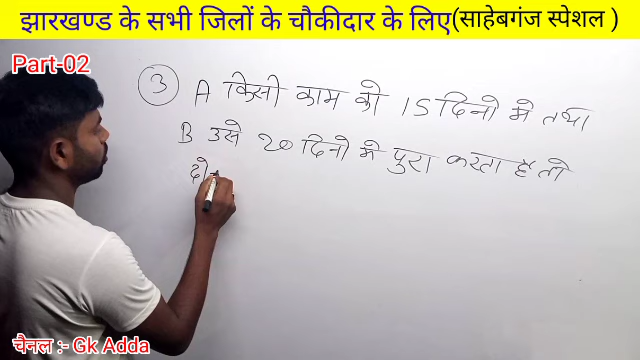 झारखण्ड के सभी जिलों के चौकीदार के लिए(साहेबगंज स्पेशल )
Part-02
③ A किसी काम को 15 दिनो मे तथा
B उसे 20 दिनो मे पुरा करता है तो
दो
चैनल :- Gk Adda